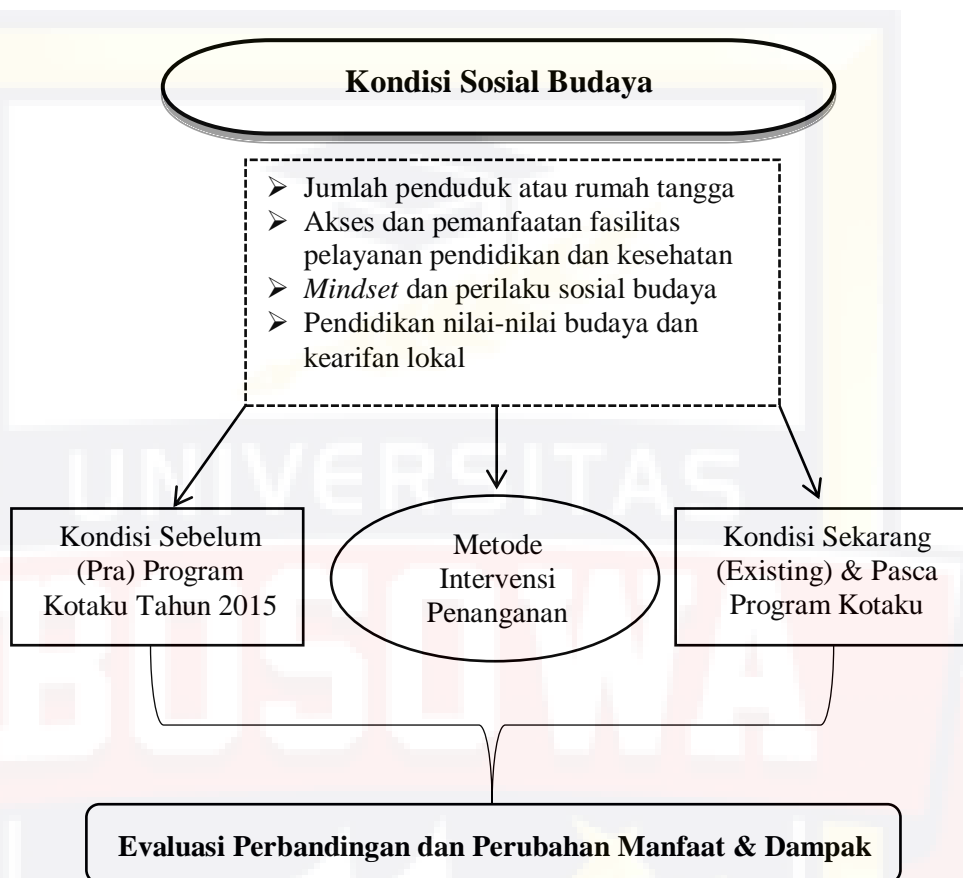 Kondisi Sosial Budaya
➢ Jumlah penduduk atau rumah tangga
➢ Akses dan pemanfaatan fasilitas
pelayanan pendidikan dan kesehatan
➢ Mindset dan perilaku sosial budaya
➢ Pendidikan nilai-nilai budaya dan
kearifan lokal
UNIVERSITAS
Kondisi Sebelum
(Pra) Program
Kotaku Tahun 2015
Metode
Intervensi
Penanganan
Kondisi Sekarang
(Existing) & Pasca
Program Kotaku
BOSOWA
Evaluasi Perbandingan dan Perubahan Manfaat & Dampak